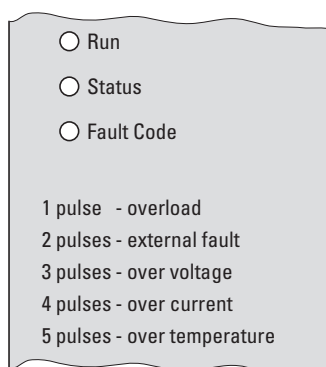 Run
Status
Fault Code
1 pulse - overload
2 pulses - external fault
3 pulses - over voltage
4 pulses - over current
5 pulses - over temperature